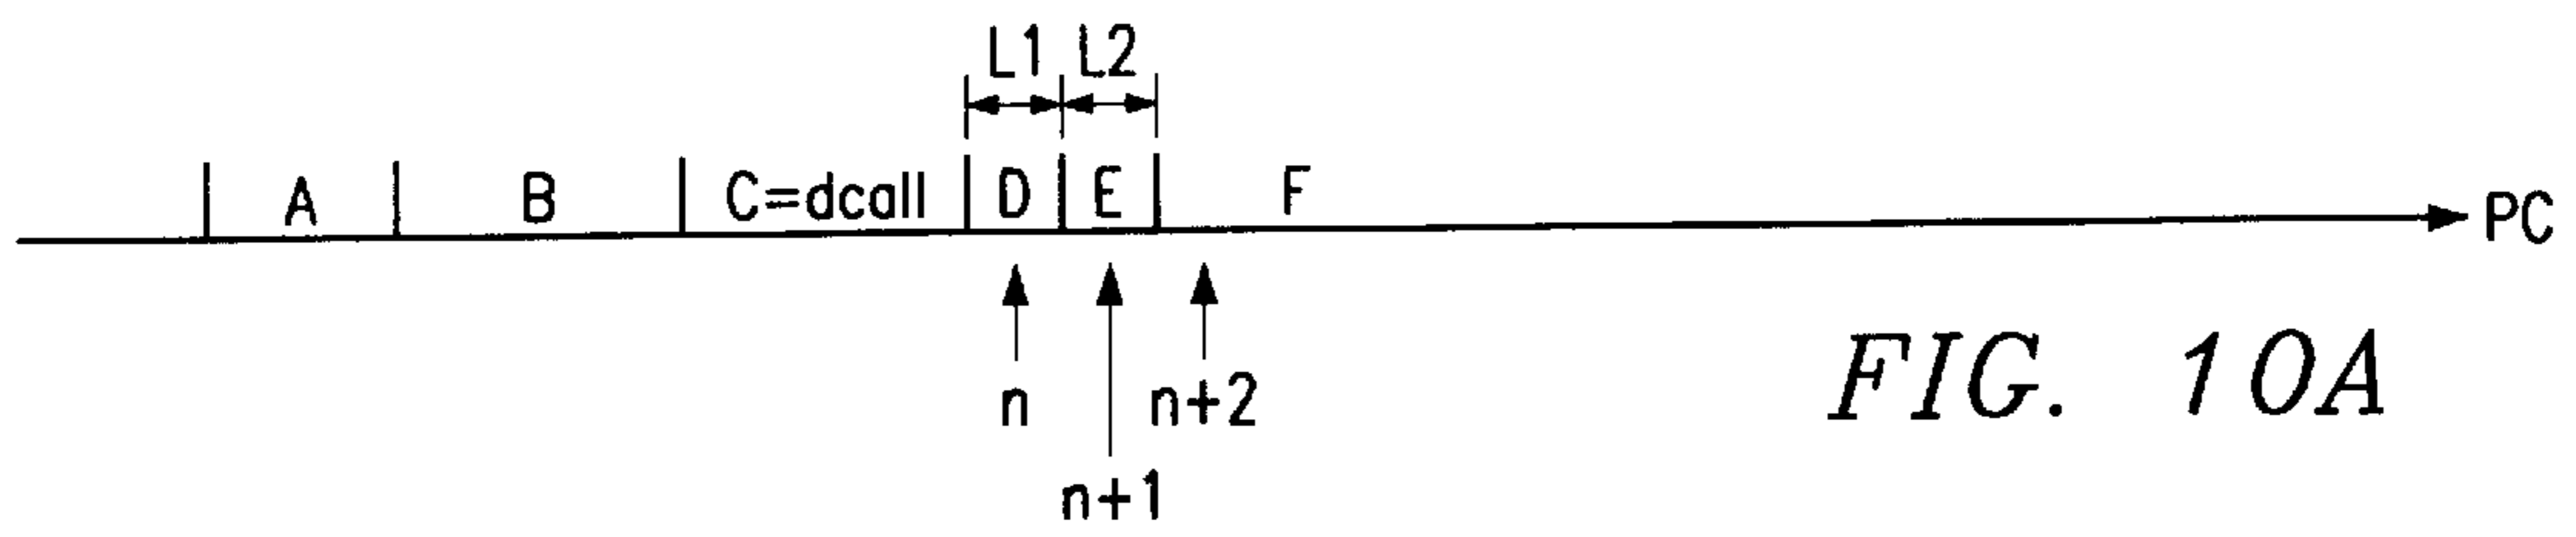 L1 L2
A B C=dcall D E F PC
n n+2
n+1
FIG. 10A